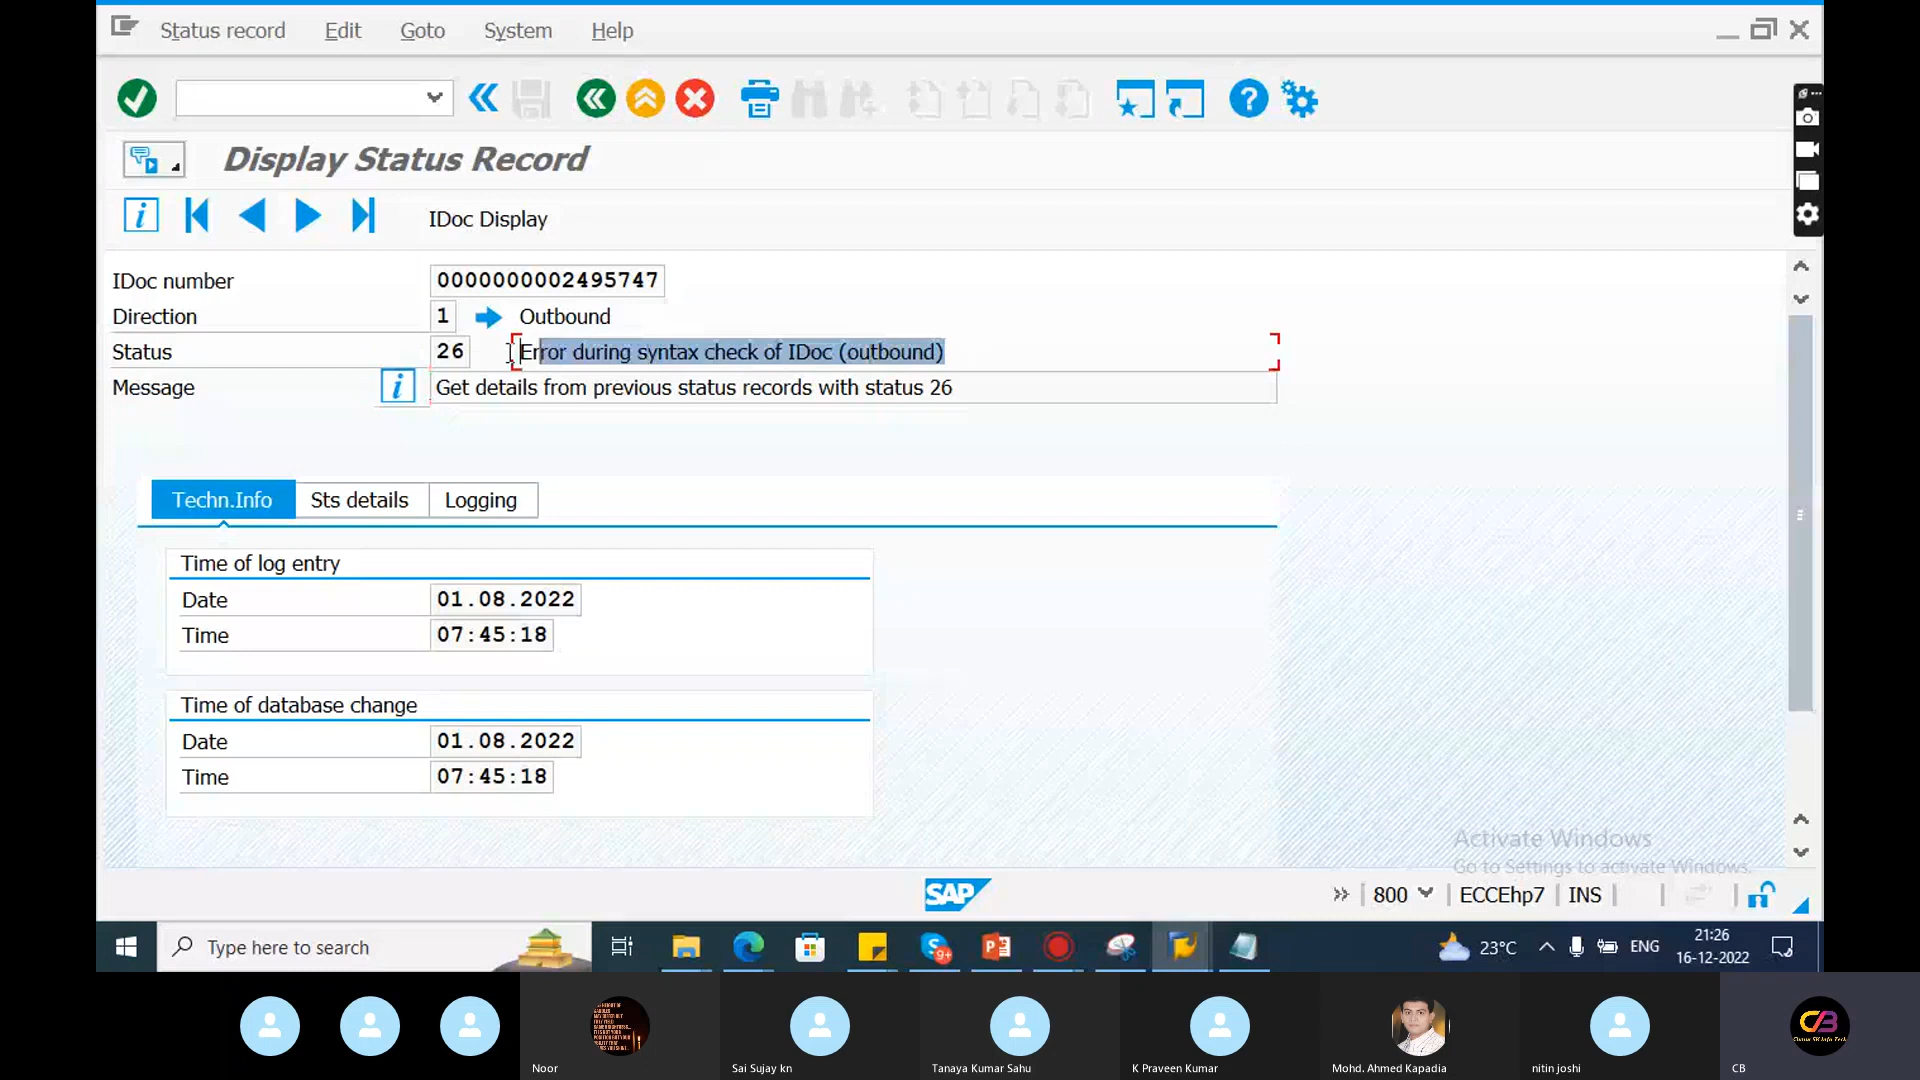 Status record Edit Goto System Help
Display Status Record
IDoc Display
IDoc number 0000000002495747
Direction 1 Outbound
Status 26 Error during syntax check of IDoc (outbound)
Message Get details from previous status records with status 26
Techn.Info Sts details Logging
Time of log entry
Date 01.08.2022
Time 07:45:18
Time of database change
Date 01.08.2022
Time 07:45:18
Activate Windows
Go to Settings to activate Windows.
SAP
800 ECCEhp7 INS
Type here to search
9+
23°C ENG
21:26
16-12-2022
Noor
Sai Sujay kn
Tanaya Kumar Sahu
K Praveen Kumar
Mohd. Ahmed Kapadia
nitin joshi
CB